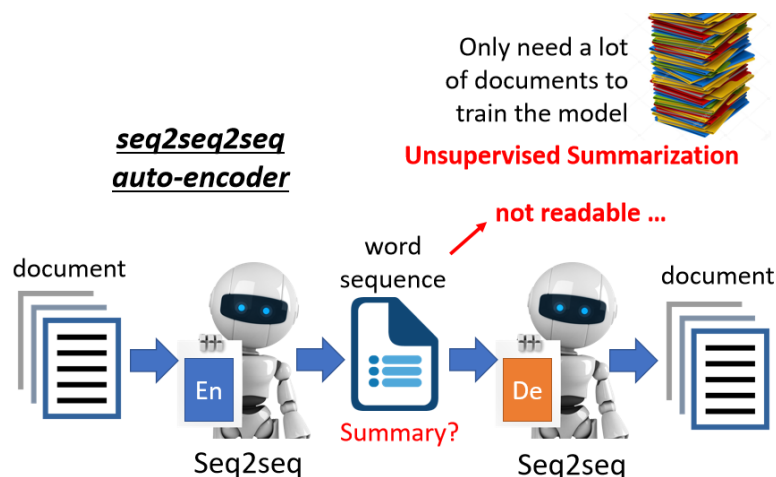 Only need a lot
of documents to
train the model
Unsupervised Summarization
seq2seq2seq
auto-encoder
not readable ...
document
word
sequence
document
En
De
Summary?
Seq2seq
Seq2seq